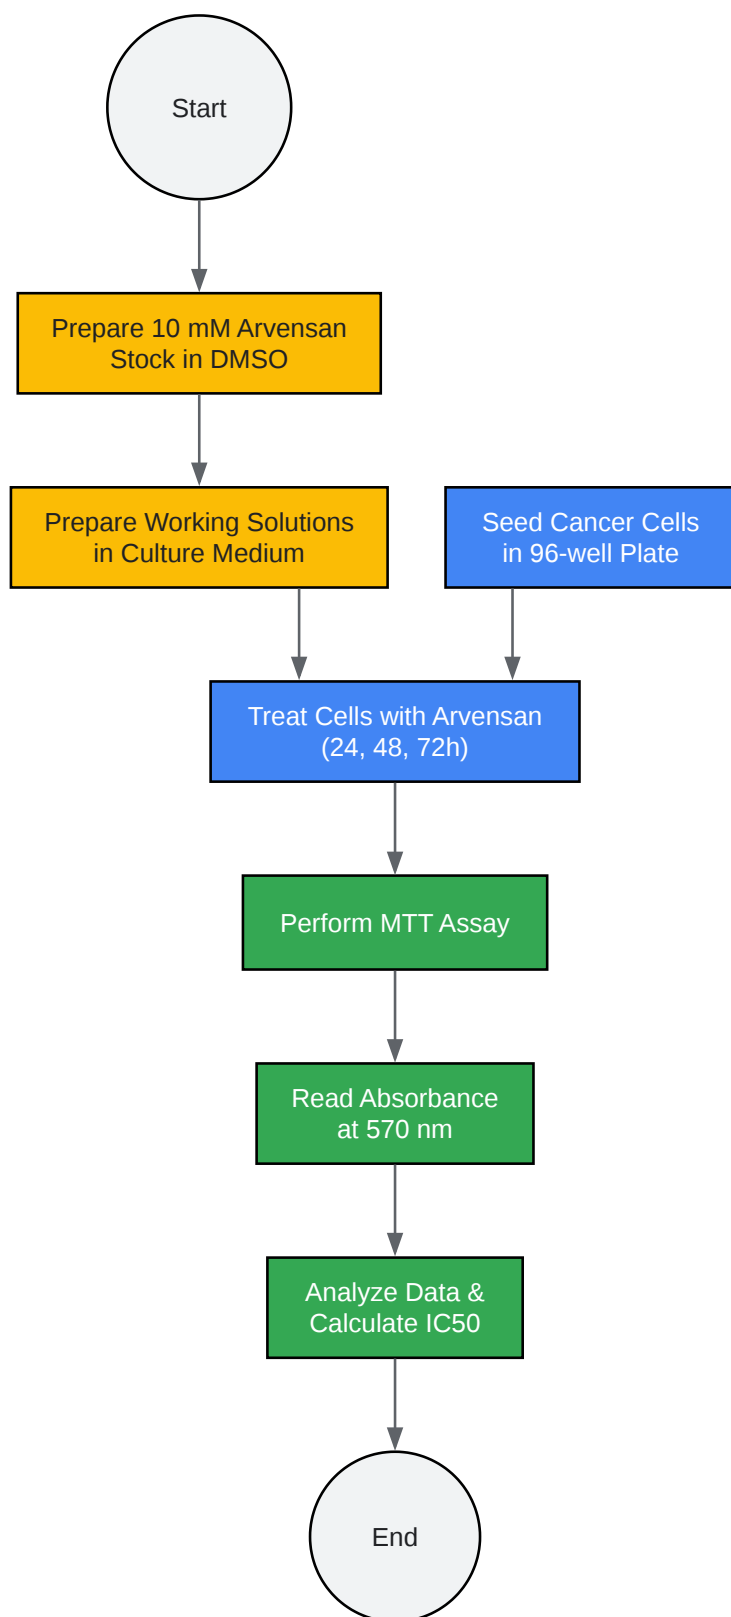 Start
Prepare 10 mM Arvensan
Stock in DMSO
Prepare Working Solutions
in Culture Medium
Seed Cancer Cells
in 96-well Plate
Treat Cells with Arvensan
(24, 48, 72h)
Perform MTT Assay
Read Absorbance
at 570 nm
Analyze Data &
Calculate IC50
End